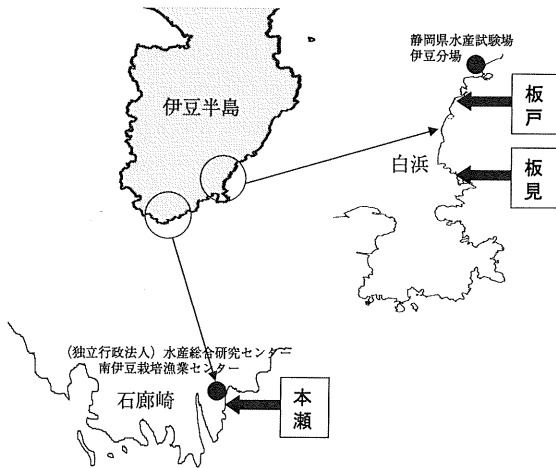 静岡県水産試験場
伊豆分場
伊豆半島
板戸
白浜
板見
(独立行政法人)水産総合研究センター
南伊豆栽培漁業センター
石廊崎
本瀬